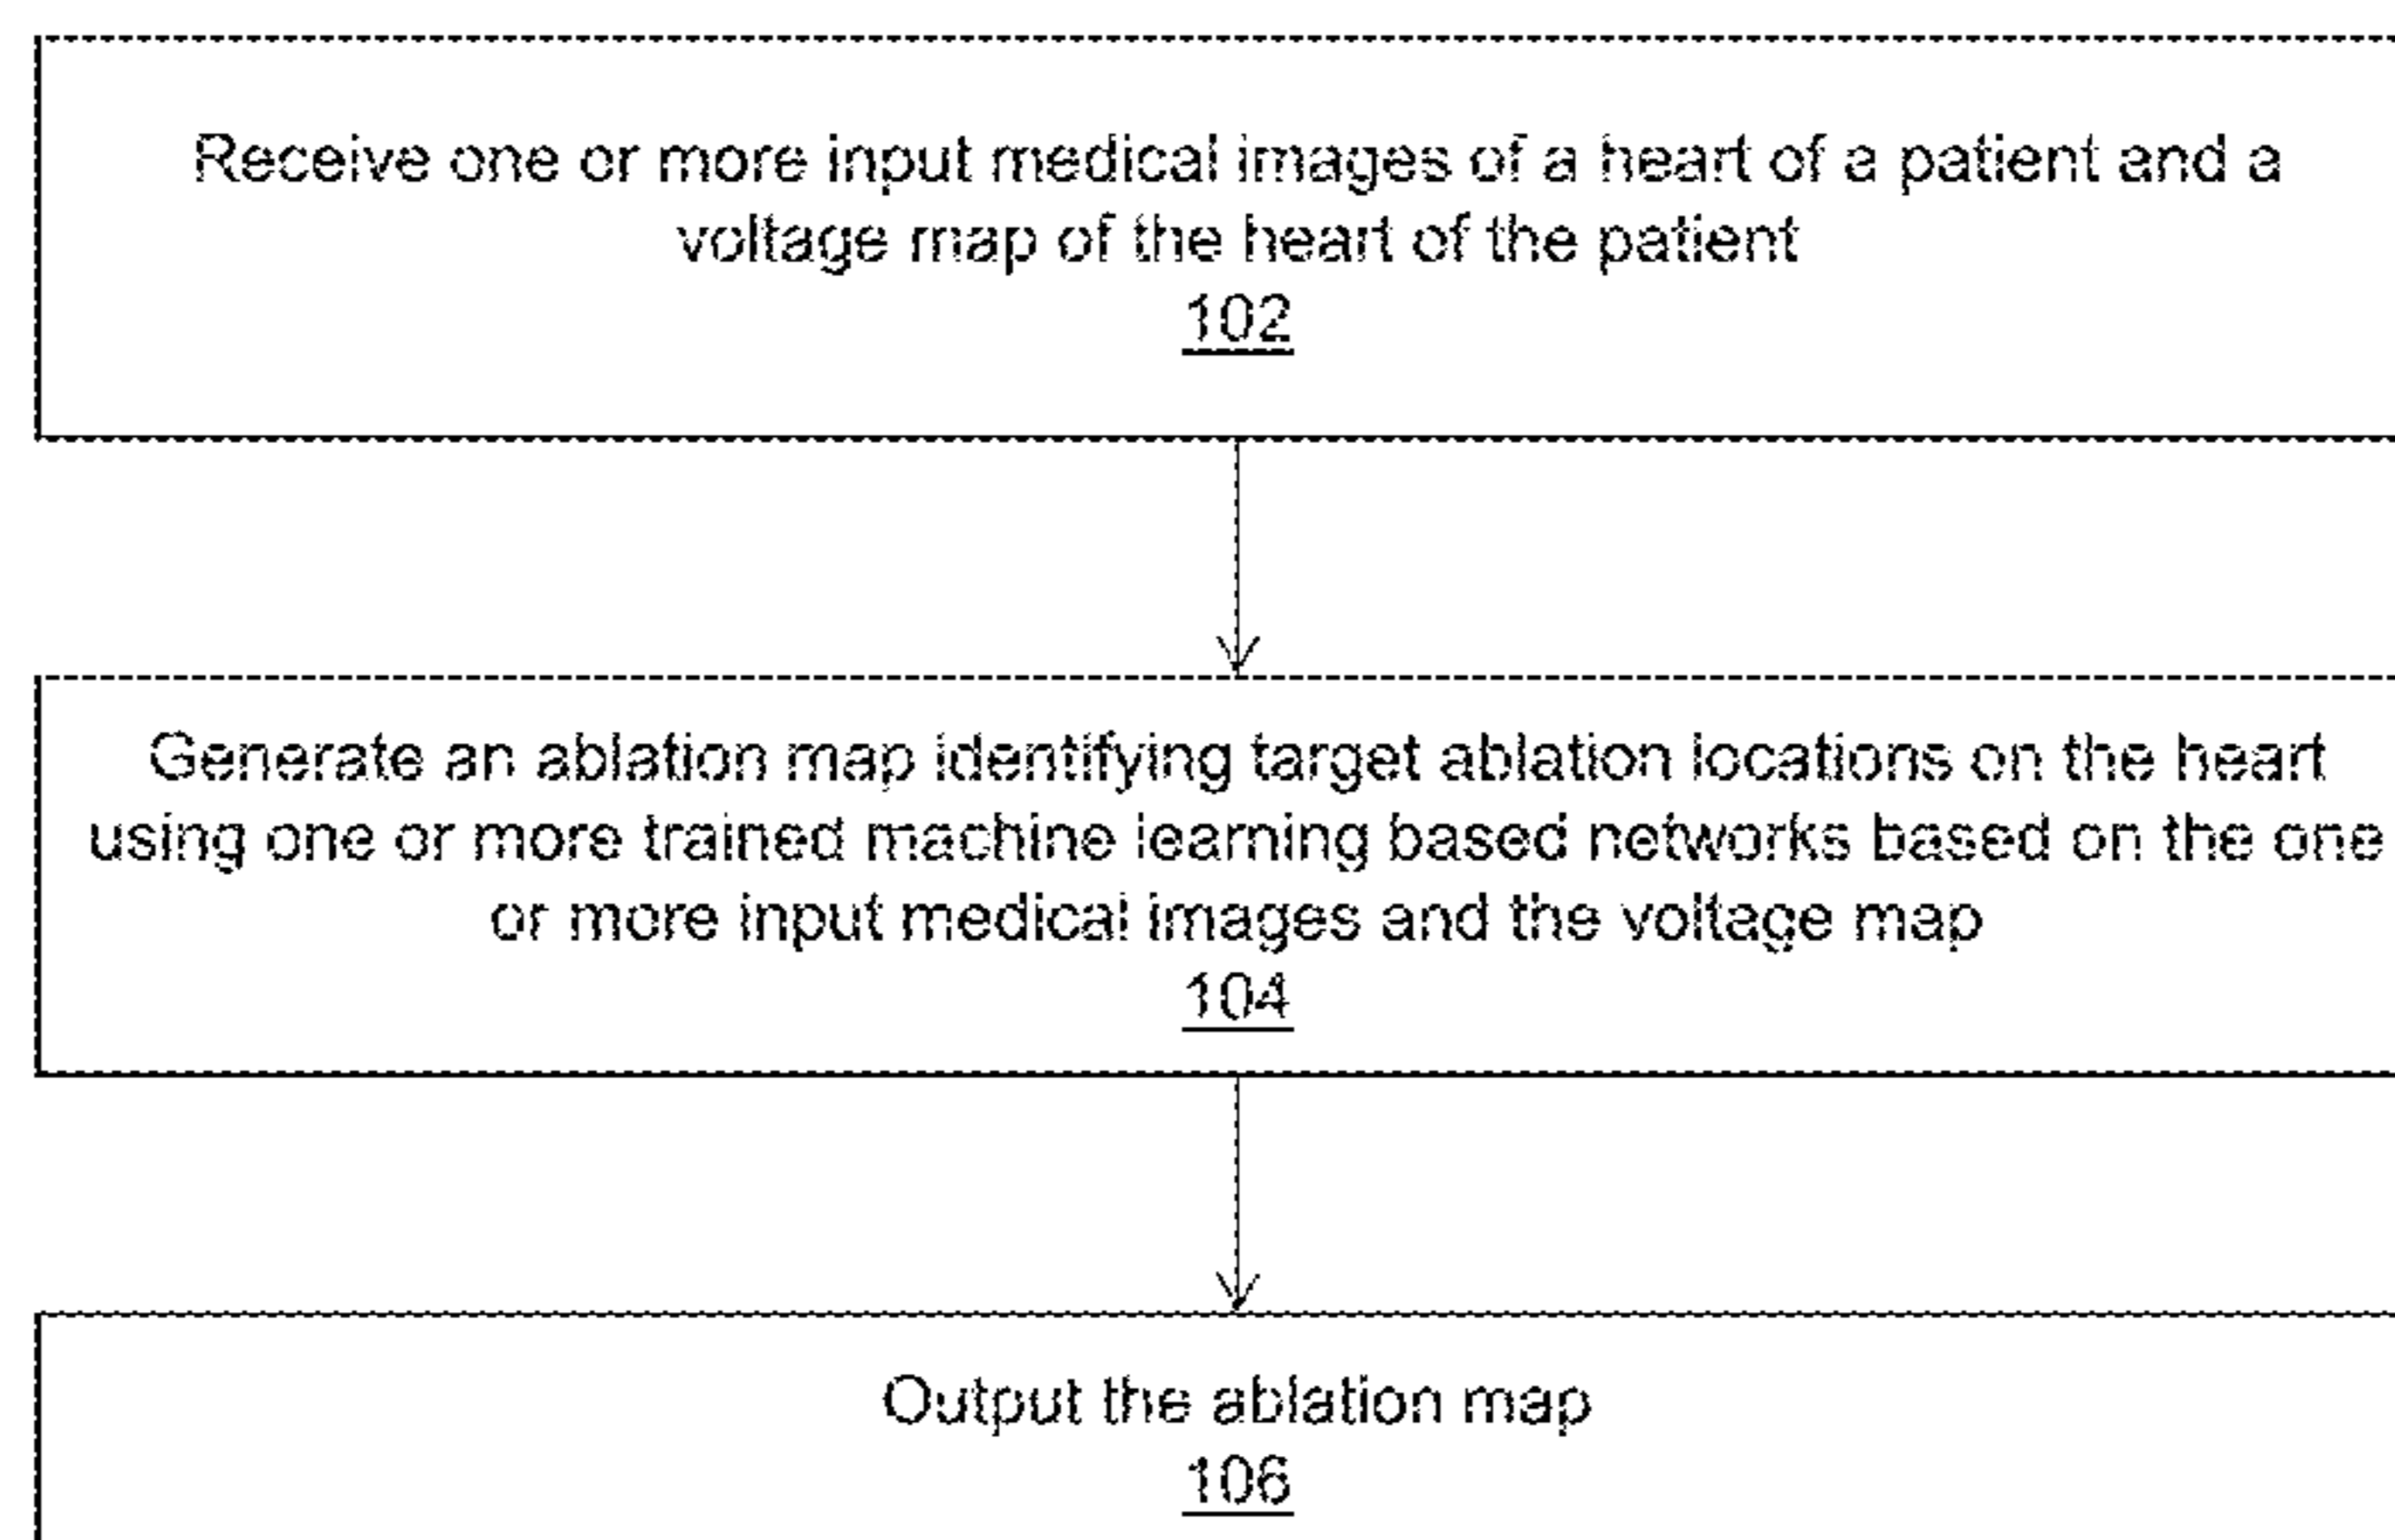 Receive one or more input medical images of a heart of a patient and a
voltage map of the heart of the patient
102
Generate an ablation map identifying target ablation locations on the heart
using one or more trained machine learning based networks based on the one
or more input medical images and the voltage map
104
Output the ablation map
106